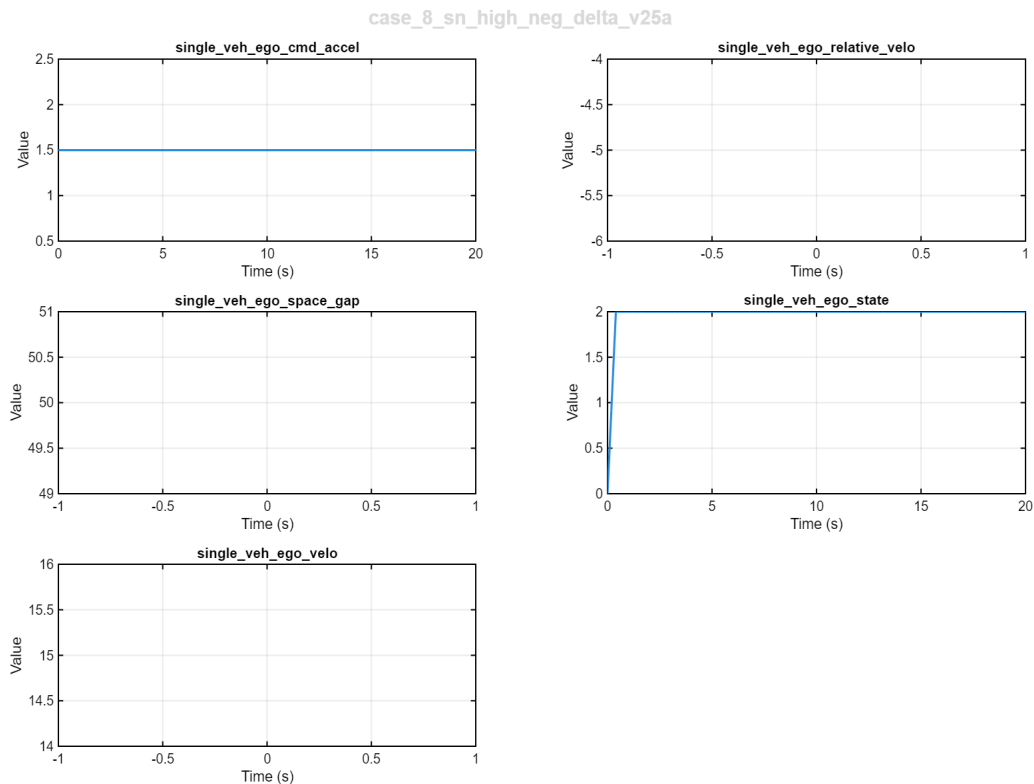 case_8_sn_high_neg_delta_v25a
single_veh_ego_cmd_accel
2.5
2
1.5
1
0.5
Value
0 5 10 15 20
Time (s)
single_veh_ego_relative_velo
-4
-4.5
-5
-5.5
-6
Value
-1 -0.5 0 0.5 1
Time (s)
single_veh_ego_space_gap
51
50.5
50
49.5
49
Value
-1 -0.5 0 0.5 1
Time (s)
single_veh_ego_state
2
1.5
1
0.5
0
Value
0 5 10 15 20
Time (s)
single_veh_ego_velo
16
15.5
15
14.5
14
Value
-1 -0.5 0 0.5 1
Time (s)